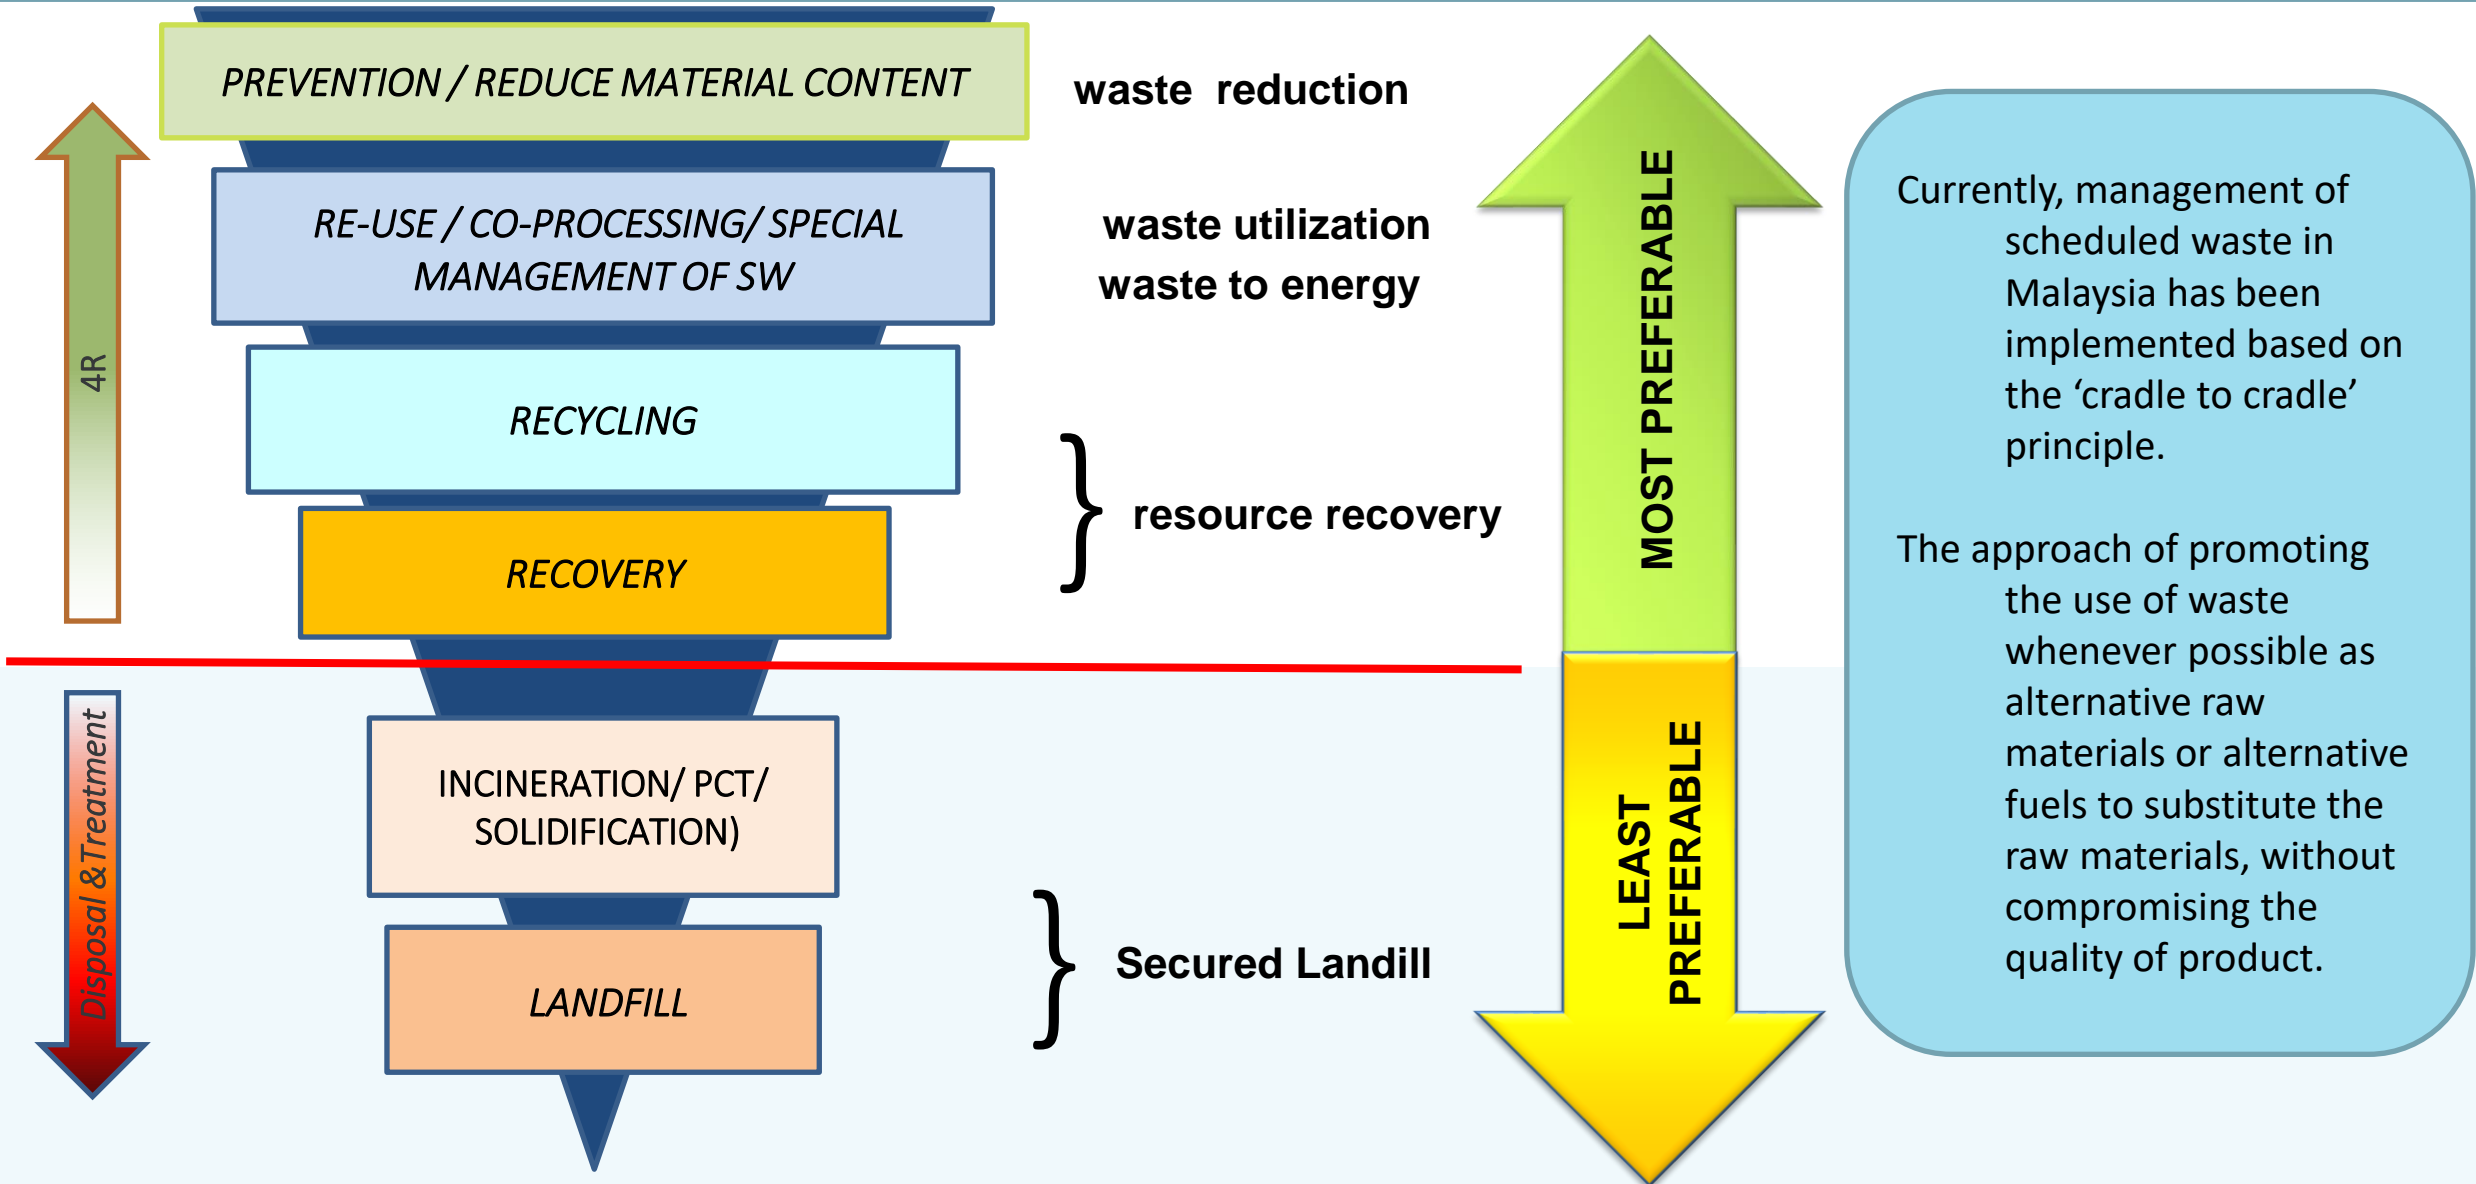 PREVENTION / REDUCE MATERIAL CONTENT
waste reduction
RE-USE / CO-PROCESSING/ SPECIAL
MANAGEMENT OF SW
waste utilization
waste to energy
4R
RECYCLING
RECOVERY
resource recovery
MOST PREFERABLE
Disposal &Treatment
INCINERATION/ PCT/
SOLIDIFICATION)
LANDFILL
Secured Landill
LEAST
PREFERABLE
Currently, management of
scheduled waste in
Malaysia has been
implemented based on
the ‘cradle to cradle’
principle.
The approach of promoting
the use of waste
whenever possible as
alternative raw
materials or alternative
fuels to substitute the
raw materials, without
compromising the
quality of product.